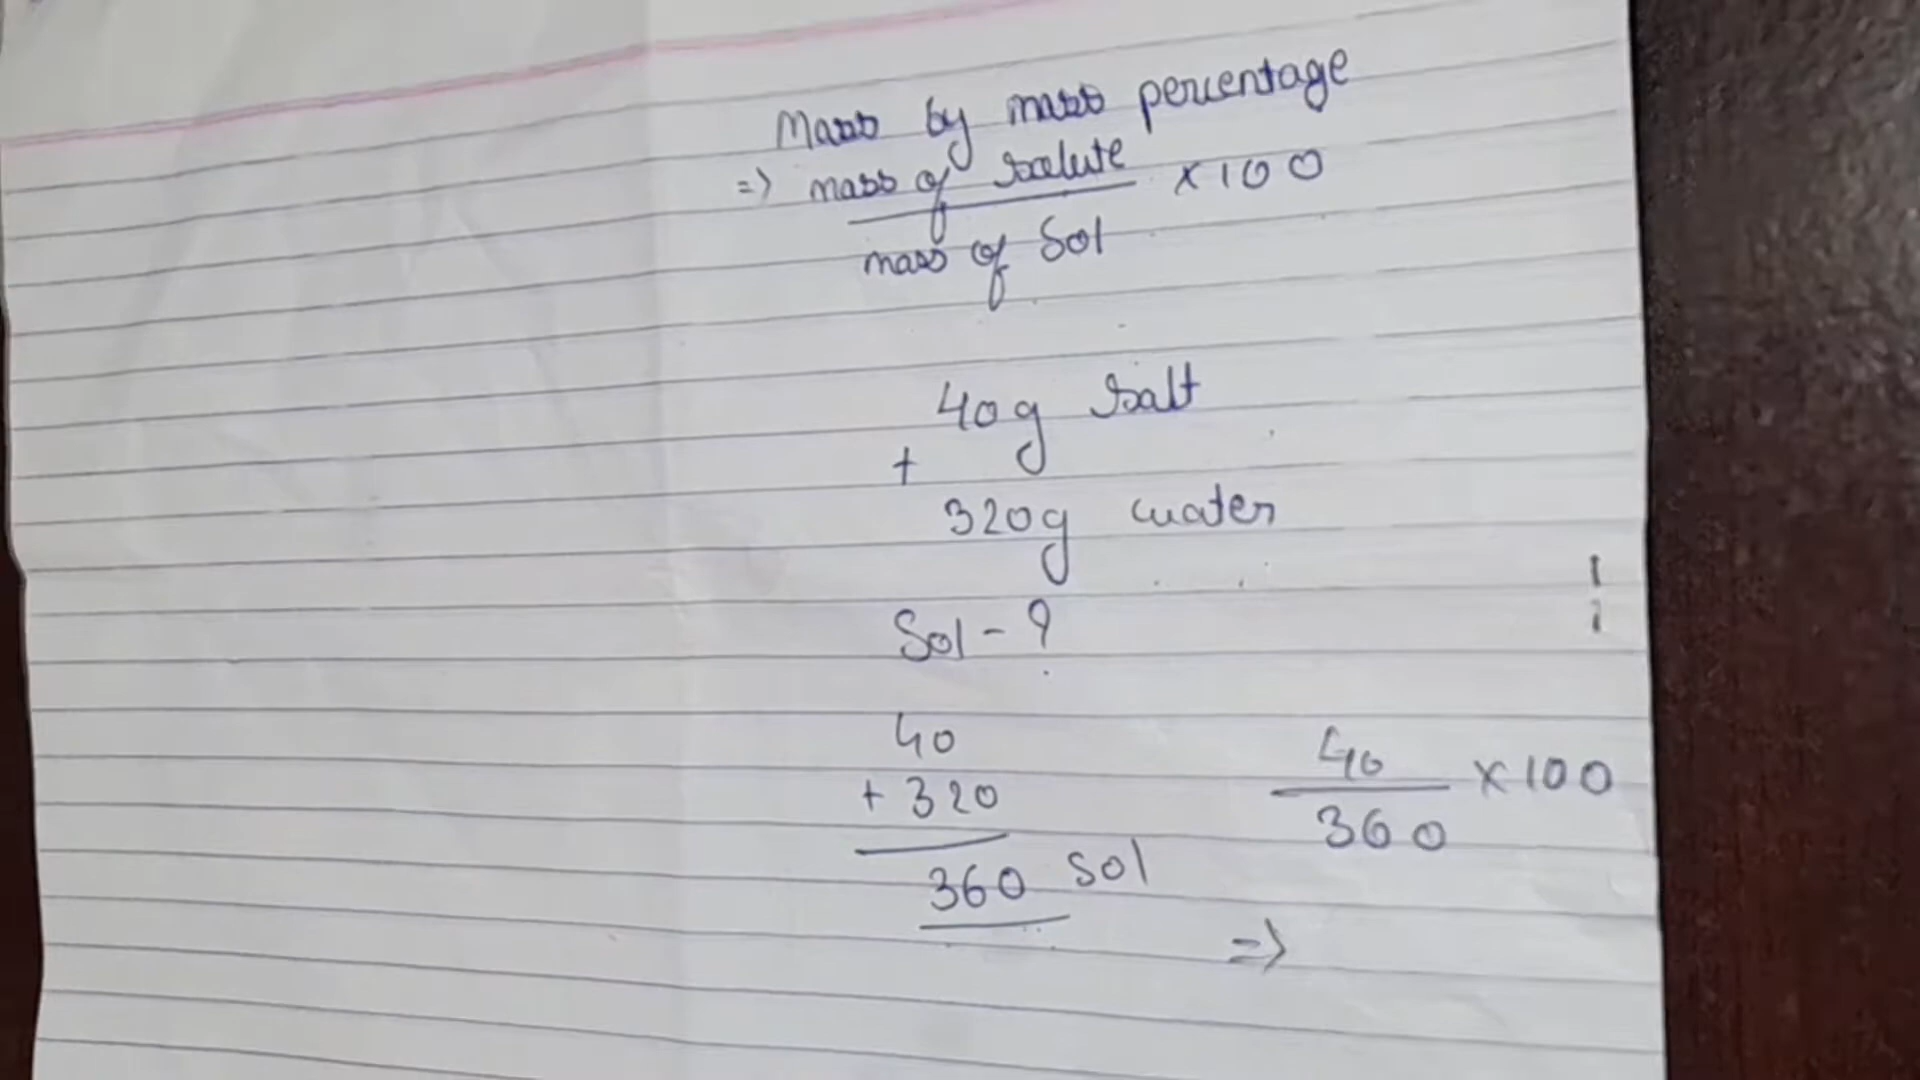 Mass by mass percentage
=> mass of Solute × 100
mass of Sol
40g Salt
+
320g water
Sol - ?
40
+ 320
360 Sol
40 × 100
360
=>